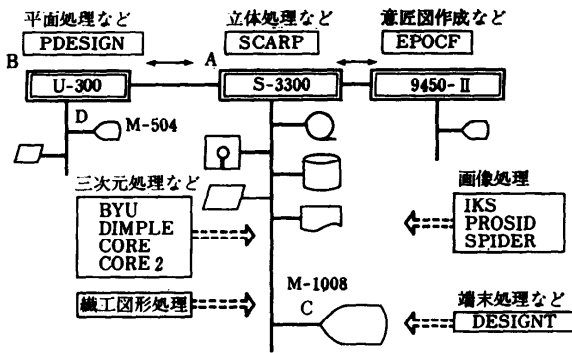 平面処理など
立体処理など
意匠図作成など
PDESIGN
SCARP
EPOCF
B
A
U-300
S-3300
9450-II
D
M-504
三次元処理など
BYU
DIMPLE
CORE
CORE 2
画像処理
IKS
PROSID
SPIDER
繊工図形処理
M-1008
C
端末処理など
DESIGNT